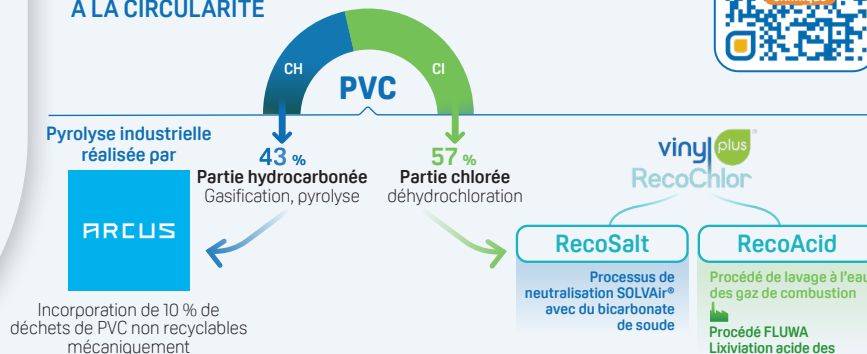 À LA CIRCULARITÉ
CHIMIQUE
CH
Cl
PVC
Pyrolyse industrielle
réalisée par
ARCUS
Incorporation de 10 % de
déchets de PVC non recyclables
mécaniquement
43 %
Partie hydrocarbonée
Gasification, pyrolyse
57 %
Partie chlorée
déhydrochloration
vinyl plus®
RecoChlor
RecoSalt
Processus de
neutralisation SOLVAir®
avec du bicarbonate
de soude
RecoAcid
Procédé de lavage à l'eau
des gaz de combustion
Procédé FLUWA
Lixiviation acide des